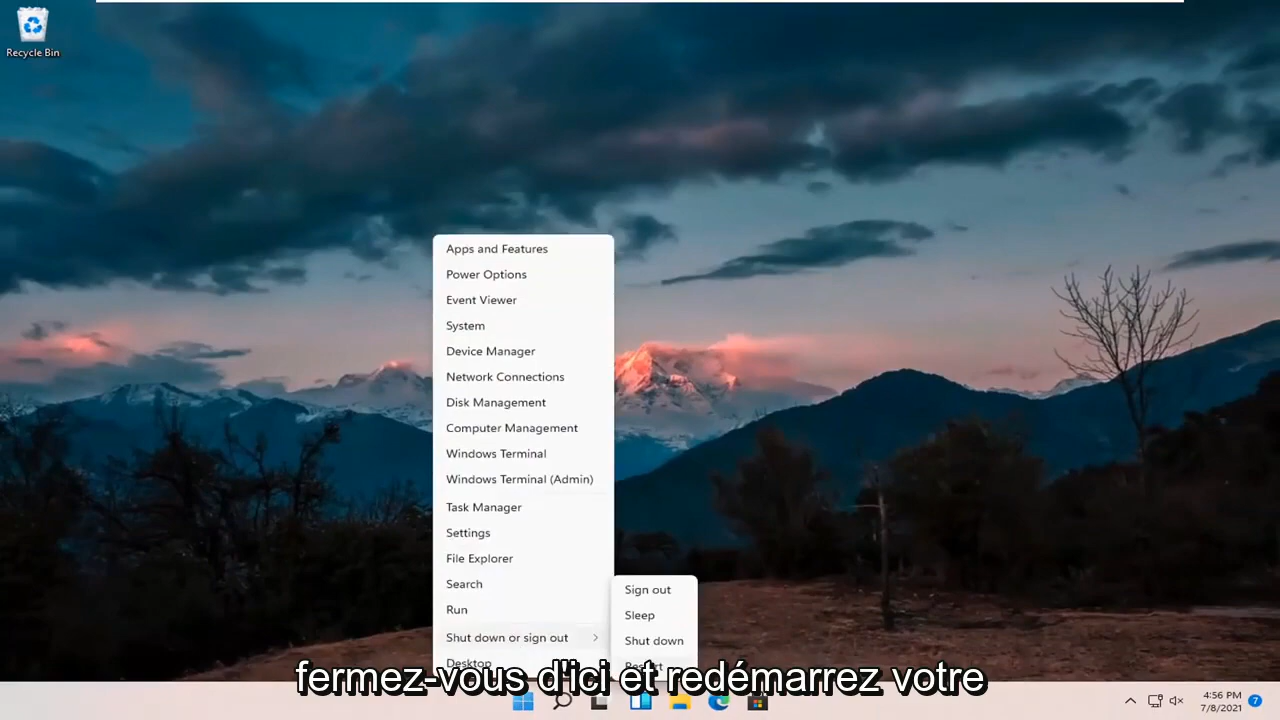 Recycle Bin
Apps and Features
Power Options
Event Viewer
System
Device Manager
Network Connections
Disk Management
Computer Management
Windows Terminal
Windows Terminal (Admin)
Task Manager
Settings
File Explorer
Search
Run
Shut down or sign out
Desktop
Sign out
Sleep
Shut down
Restart
fermez-vous d'ici et redémarrez votre
4:56 PM
7/8/2021
7